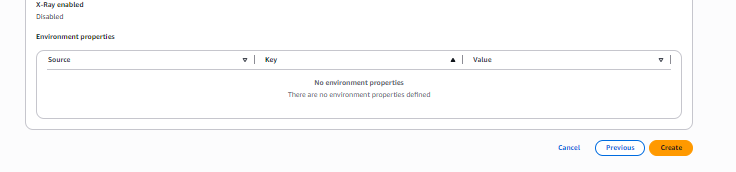 X-Ray enabled
Disabled
Environment properties
Source Key Value
No environment properties
There are no environment properties defined
Cancel Previous Create